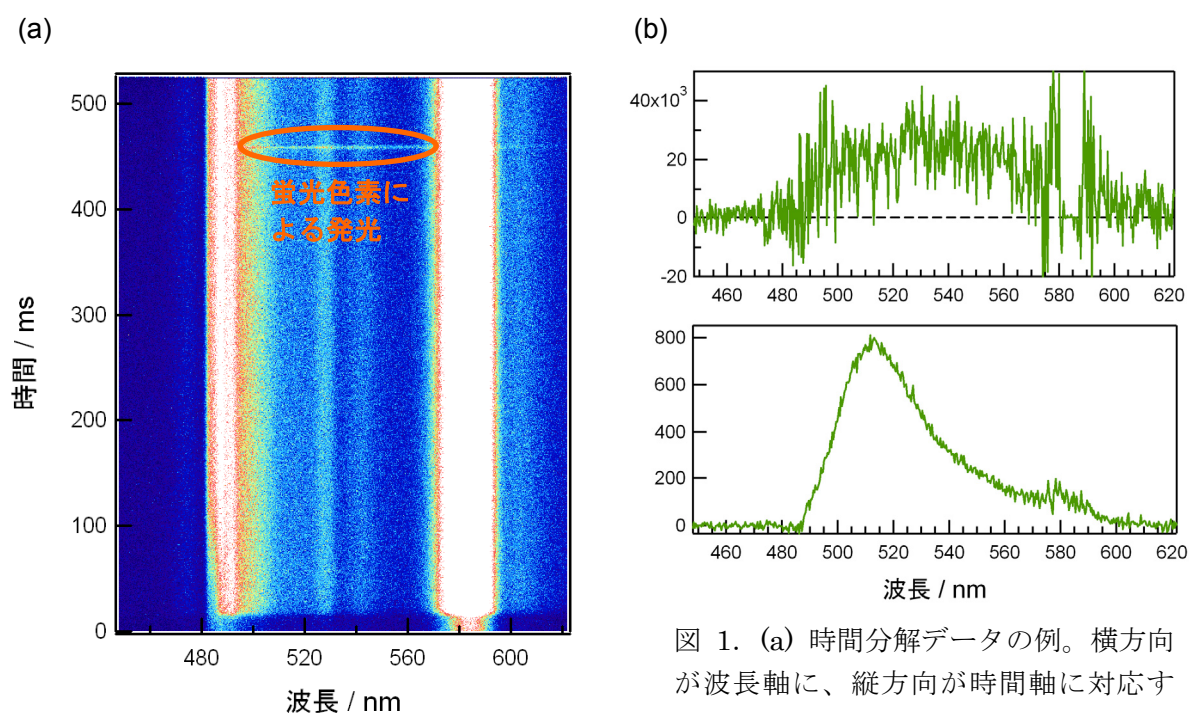 (a)
500
400
300
200
100
0
時間 / ms
蛍光色素に
よる発光
480
520
560
600
波長 / nm
(b)
40x10³
20
0
-20
460 480 500 520 540 560 580 600 620
800
600
400
200
0
460 480 500 520 540 560 580 600 620
波長 / nm
図 1. (a) 時間分解データの例。横方向
が波長軸に、縦方向が時間軸に対応す